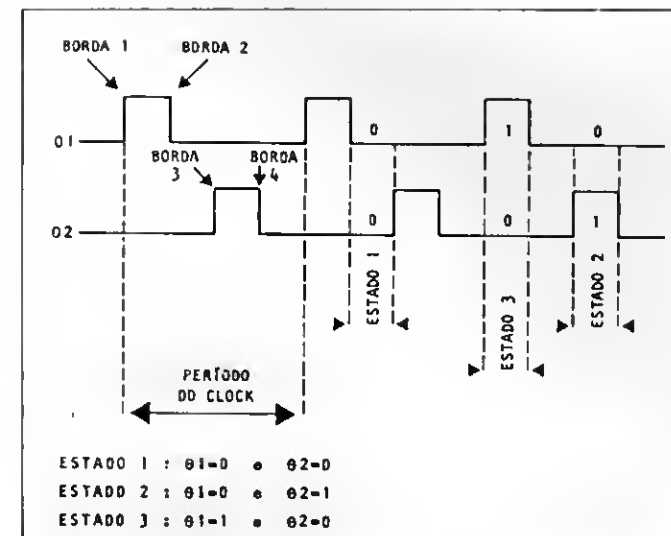 BORDA 1 BORDA 2
01
0 1 0
BORDA 3
BORDA 4
02
0 0 1
ESTADO 1
ESTADO 3
ESTADO 2
PERÍODO
DO CLOCK
ESTADO 1 : θ1=0 e θ2=0
ESTADO 2 : θ1=0 e θ2=1
ESTADO 3 : θ1=1 e θ2=0